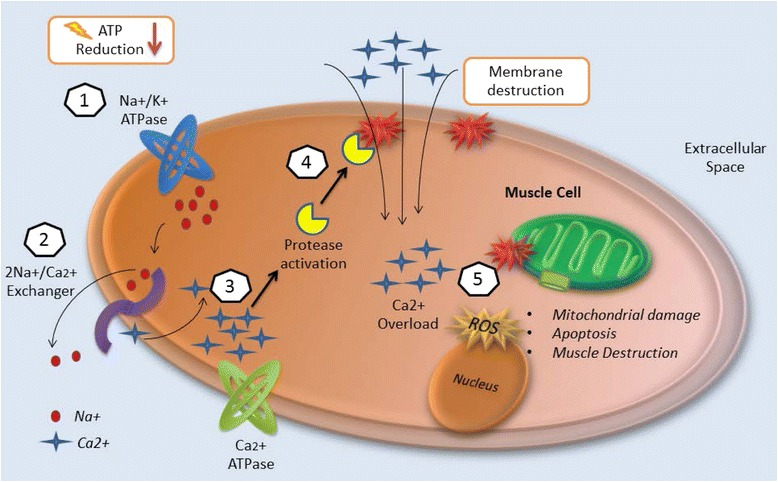 ATP
Reduction
1
Na+/K+
ATPase
2
2Na+/Ca2+
Exchanger
3
4
Protease
activation
Membrane
destruction
Extracellular
Space
Muscle Cell
Ca2+
Overload
5
ROS
Nucleus
• Mitochondrial damage
• Apoptosis
• Muscle Destruction
Na+
Ca2+
Ca2+
ATPase